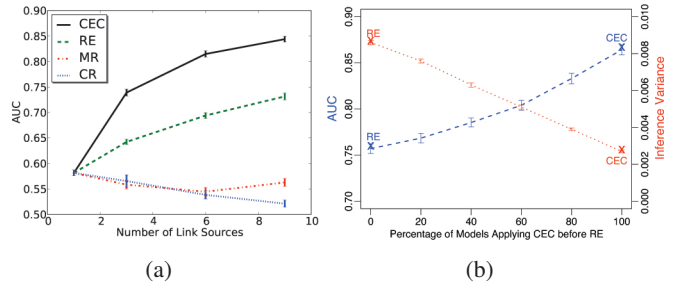 0.90
0.85
0.80
0.75
0.70
0.65
0.60
0.55
0.50
AUC
CEC
RE
MR
CR
0
2
4
6
8
10
Number of Link Sources
(a)
0.90
0.85
0.80
0.75
0.70
AUC
RE
RE
CEC
CEC
0.010
0.008
0.006
0.004
0.002
0.000
Inference Variance
0
20
40
60
80
100
Percentage of Models Applying CEC before RE
(b)